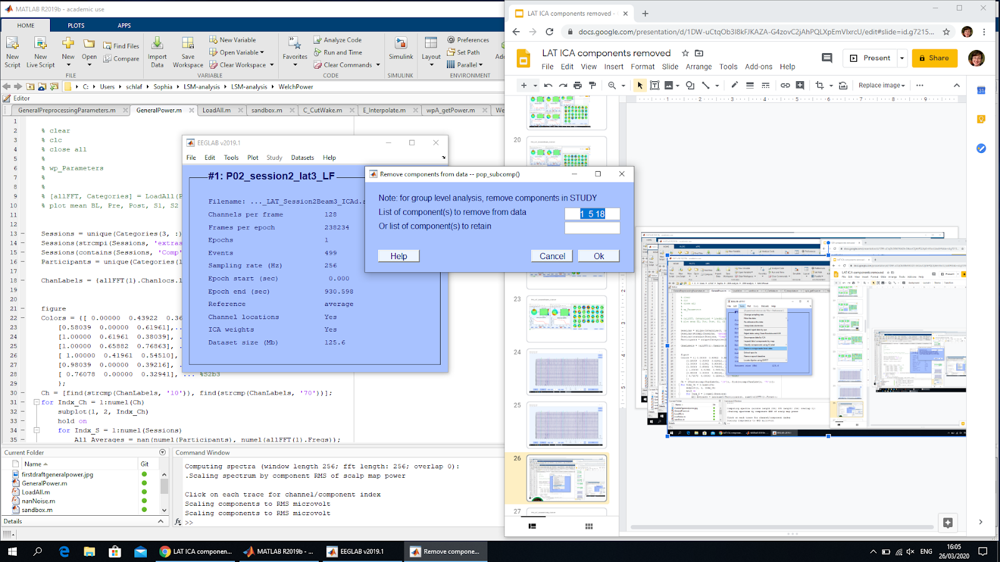 MATLAB R2019b - academic use
HOME
PLOTS
APPS
New Script
New Live Script
New
Open
Find Files
Compare
FILE
Import Data
Save Workspace
New Variable
Open Variable
Clear Workspace
VARIABLE
Favorites
Analyze Code
Run and Time
Clear Commands
CODE
Simulink
SIMULINK
Layout
Preferences
Set Path
Parallel
ENVIRONMENT
C: Users schlaf Sophia LSM-analysis LSM-analysis WelchPower
Editor
GeneralPreprocessingParameters.m
GeneralPower.m
LoadAll.m
sandbox.m
C_CutWake.m
E_Interpolate.m
wpA_getPower.m
We
1
2 % clear
3 % clc
4 % close all
5 %
6 % wp_Parameters
7 %
8 %
9 % [allFFT, Categories] = LoadAll(P
10 % plot mean BL, Pre, Post, S1, S2
11
12
13 Sessions = unique(Categories(3, :)
14 Sessions(strcmpi(Sessions, 'extras
15 Sessions(contains(Sessions, 'Comp'
16 Participants = unique(Categories(1
17
18 ChanLabels = {allFFT(1).Chanlocs.l
19
20
21 figure
22 Colors = {[ 0.00000 0.43922 0.36
23 [0.58039 0.00000 0.61961],..
24 [1.00000 0.61961 0.38039], ..
25 [1.00000 0.65882 0.76863], ..
26 [ 1.00000 0.41961 0.54510], .
27 [0.98039 0.00000 0.39216], ..
28 [ 0.76078 0.00000 0.32941], ... %S2b3
29 };
30 Ch = [find(strcmp(ChanLabels, '10')), find(strcmp(ChanLabels, '70'))];
31 for Indx_Ch = 1:numel(Ch)
32 subplot(1, 2, Indx_Ch)
33 hold on
34 for Indx_S = 1:numel(Sessions)
35 All_Averages = nan(numel(Participants), numel(allFFT(1).Freqs));
EEGLAB v2019.1
File Edit Tools Plot Study Datasets Help
#1: P02_session2_lat3_LF
Filename: ..._LAT_Session2Beam3_ICAd.s
Channels per frame 128
Frames per epoch 238234
Epochs 1
Events 499
Sampling rate (Hz) 256
Epoch start (sec) 0.000
Epoch end (sec) 930.598
Reference average
Channel locations Yes
ICA weights Yes
Dataset size (Mb) 125.6
Remove components from data -- pop_subcomp()
Note: for group level analysis, remove components in STUDY
List of component(s) to remove from data 1 5 18
Or list of component(s) to retain
Help
Cancel
Ok
Current Folder
Name
Git
firstdraftgeneralpower.jpg
GeneralPower.m
LoadAll.m
nanNoise.m
sandbox.m
Details
Command Window
Computing spectra (window length 256; fft length: 256; overlap 0):
.Scaling spectrum by component RMS of scalp map power
Click on each trace for channel/component index
Scaling components to RMS microvolt
Scaling components to RMS microvolt
fx >>
LAT ICA components removed -
docs.google.com/presentation/d/1DW-uCtqOb3I8kFJKAZA-G4zovC2jAhPQLXpEmVIxrcU/edit#slide=id.g7215...
LAT ICA components removed
File Edit View Insert Format Slide Arrange Tools Add-ons Help
Present
Share
Replace image
1 2 3 4 5 6 7 8 9
20
23
24
25
26
27
LAT ICA componen...
MATLAB R2019b - ...
EEGLAB v2019.1
Remove compone...
ENG
16:05
26/03/2020